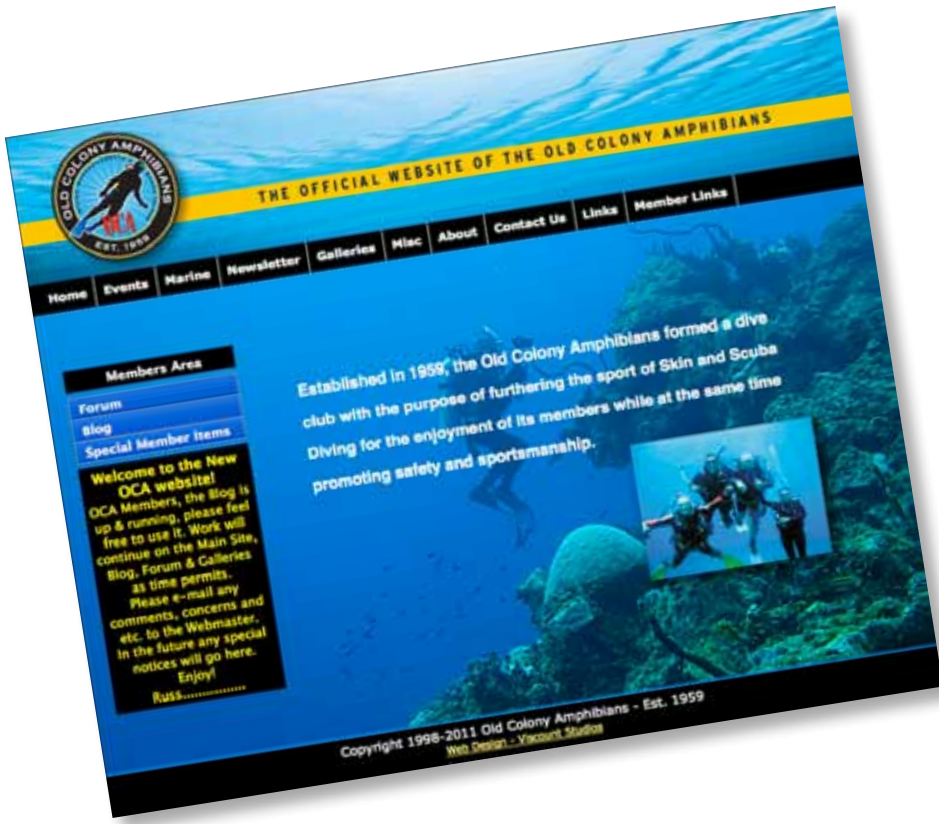 OLD COLONY AMPHIBIANS
OCA
EST. 1959
THE OFFICIAL WEBSITE OF THE OLD COLONY AMPHIBIANS
Home Events Marine Newsletter Galleries Misc About Contact Us Links Member Links
Members Area
Forum
Blog
Special Member items
Welcome to the New
OCA website!
OCA Members, the Blog is
up & running, please feel
free to use it. Work will
continue on the Main Site,
Blog, Forum & Galleries
as time permits.
Please e-mail any
comments, concerns and
etc. to the Webmaster.
In the future any special
notices will go here.
Enjoy!
Russ................
Established in 1959, the Old Colony Amphibians formed a dive
club with the purpose of furthering the sport of Skin and Scuba
Diving for the enjoyment of its members while at the same time
promoting safety and sportsmanship.
Copyright 1998-2011 Old Colony Amphibians - Est. 1959
Web Design - Viscount Studios